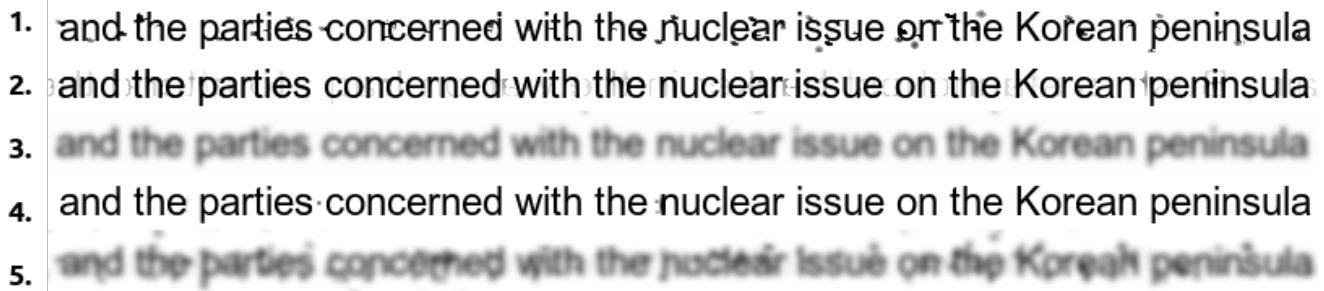 1. and the parties concerned with the nuclear issue on the Korean peninsula
2. and the parties concerned with the nuclear issue on the Korean peninsula
3. and the parties concerned with the nuclear issue on the Korean peninsula
4. and the parties concerned with the nuclear issue on the Korean peninsula
5. and the parties concerned with the nuclear issue on the Korean peninsula